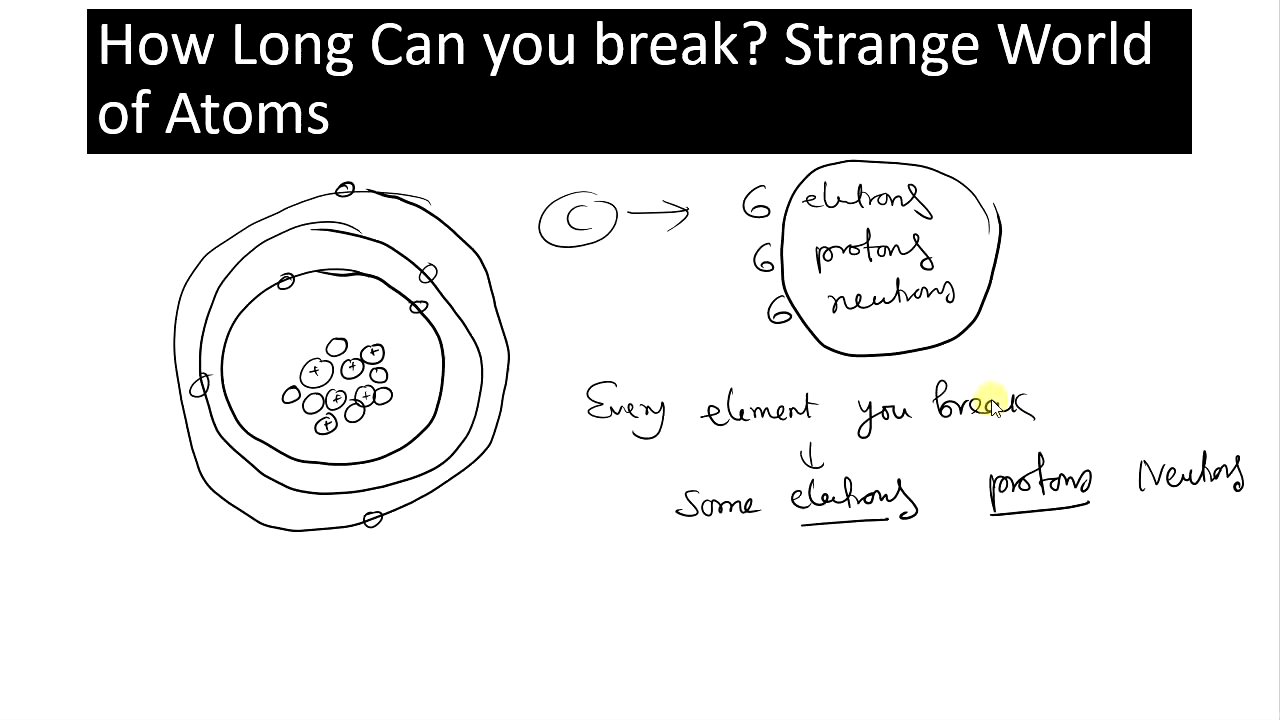 How Long Can you break? Strange World
of Atoms
C → 6 eletrons
6 protons
6 neutrons
Every element you break
↓
Some electrons protons Neutrons
+ +
+
+ +
+